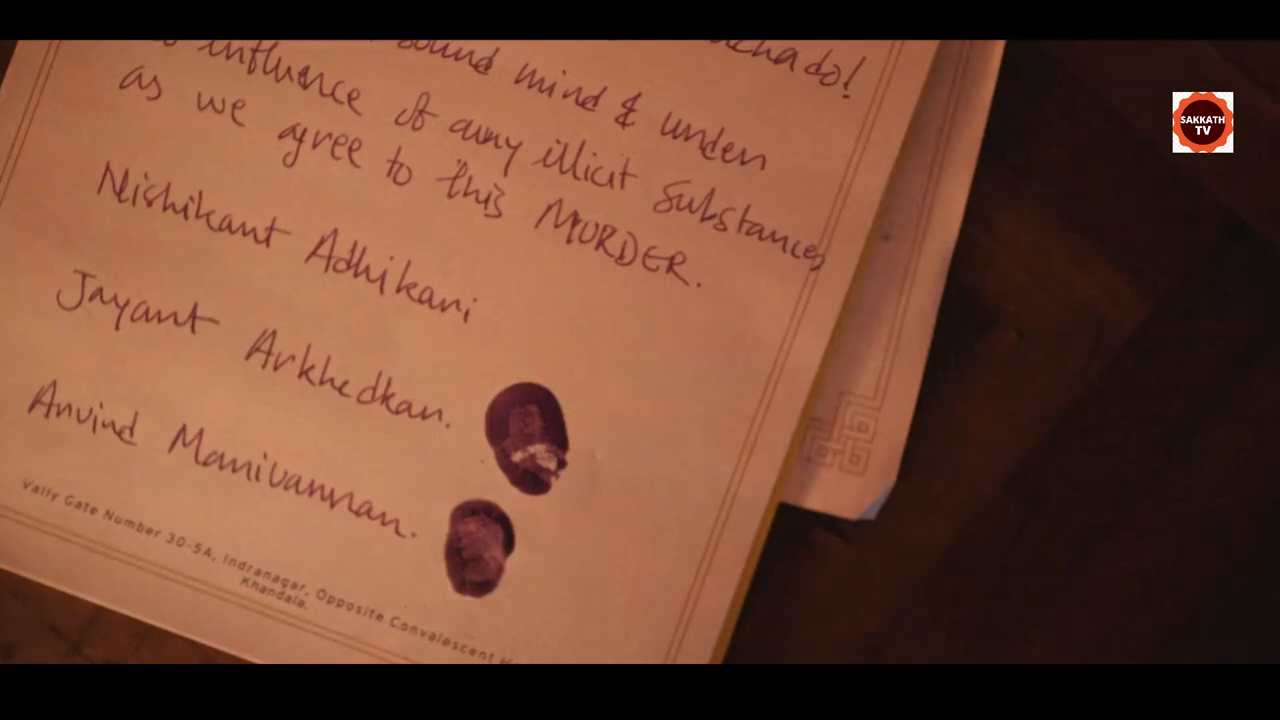 sound mind & under
influence of any illicit substances
as we agree to this MURDER.
Nishikant Adhikari
Jayant Arkhedkar.
Arvind Manivannan.
Vally Gate Number 30-5A, Indranagar, Opposite Convalescent
Khandala.
SAKKATH
TV